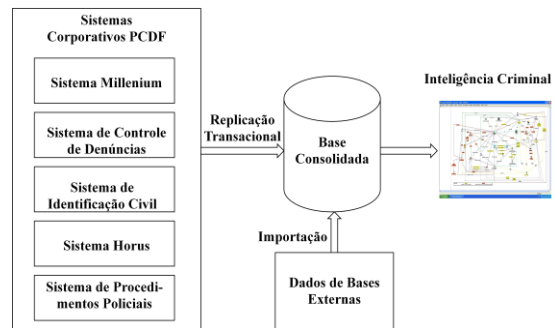 Sistemas
Corporativos PCDF
Sistema Millenium
Sistema de Controle
de Denúncias
Sistema de
Identificação Civil
Sistema Horus
Sistema de Procedi-
mentos Policiais
Replicação
Transacional
Base
Consolidada
Importação
Dados de Bases
Externas
Inteligência Criminal